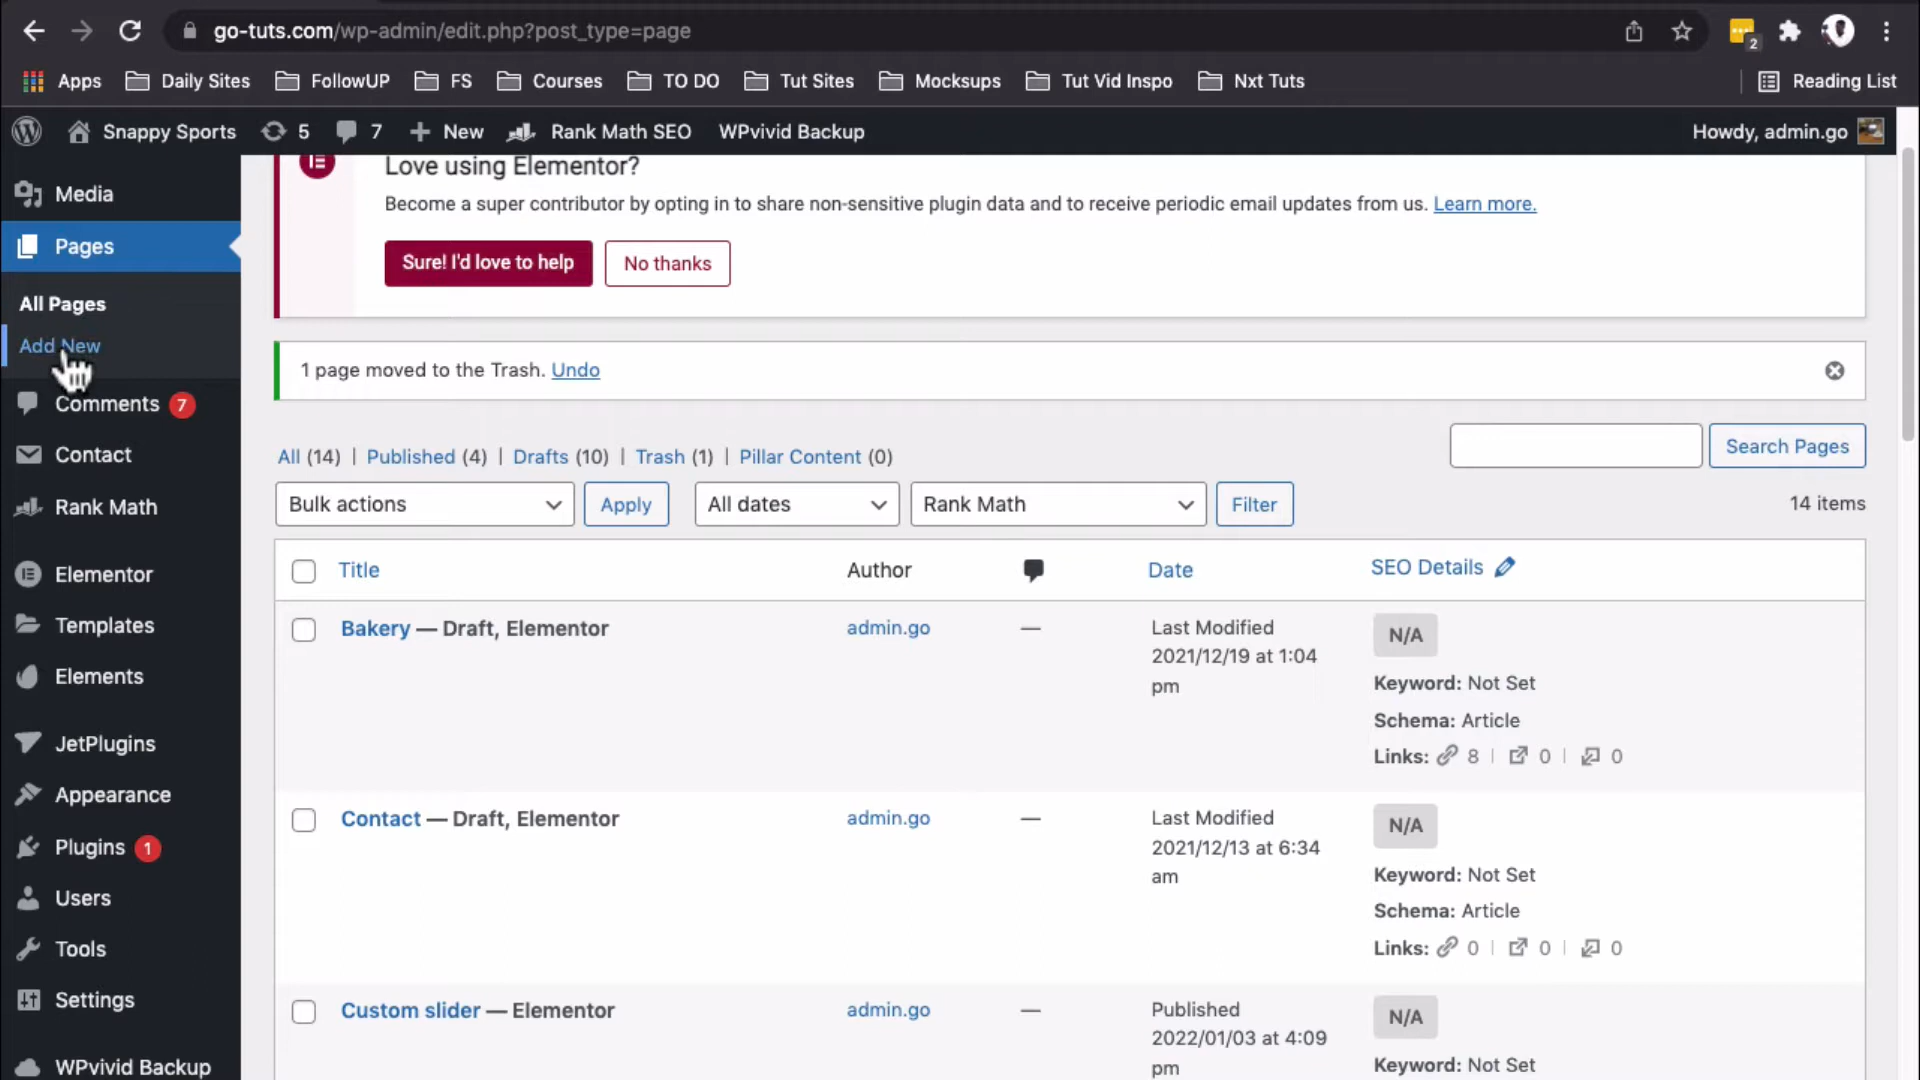 go-tuts.com/wp-admin/edit.php?post_type=page
2
Apps Daily Sites FollowUP FS Courses TO DO Tut Sites Mocksups Tut Vid Inspo Nxt Tuts Reading List
Snappy Sports 5 7 New Rank Math SEO WPvivid Backup Howdy, admin.go
Media
Pages
All Pages
Add New
Comments 7
Contact
Rank Math
Elementor
Templates
Elements
JetPlugins
Appearance
Plugins 1
Users
Tools
Settings
WPvivid Backup
Love using Elementor?
Become a super contributor by opting in to share non-sensitive plugin data and to receive periodic email updates from us. Learn more.
Sure! I'd love to help No thanks
1 page moved to the Trash. Undo
All (14) | Published (4) | Drafts (10) | Trash (1) | Pillar Content (0)
Search Pages
Bulk actions Apply All dates Rank Math Filter 14 items
Title Author Date SEO Details
Bakery — Draft, Elementor admin.go — Last Modified N/A
2021/12/19 at 1:04
pm
Keyword: Not Set
Schema: Article
Links: 8 | 0 | 0
Contact — Draft, Elementor admin.go — Last Modified N/A
2021/12/13 at 6:34
am
Keyword: Not Set
Schema: Article
Links: 0 | 0 | 0
Custom slider — Elementor admin.go — Published N/A
2022/01/03 at 4:09
pm
Keyword: Not Set